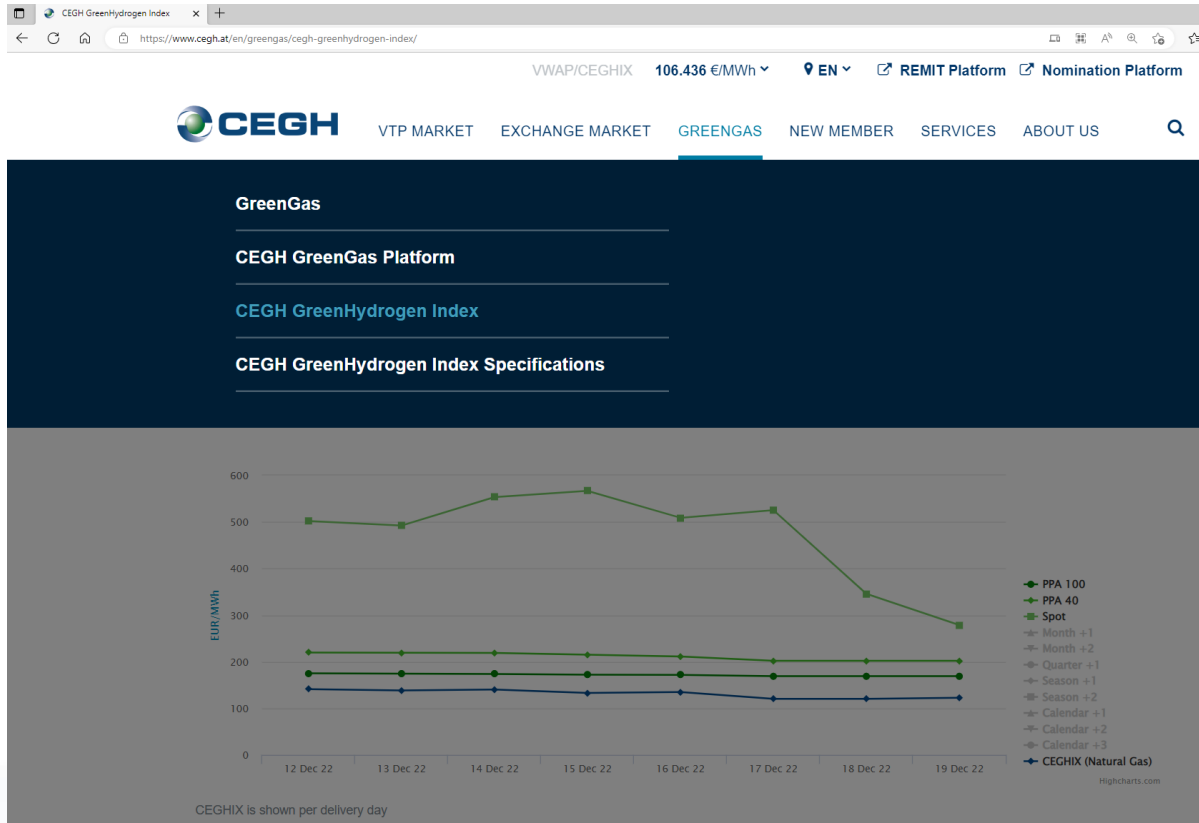 CEGH GreenHydrogen Index
https://www.cegh.at/en/greengas/cegh-greenhydrogen-index/
VWAP/CEGHIX 106.436 €/MWh EN REMIT Platform Nomination Platform
CEGH VTP MARKET EXCHANGE MARKET GREENGAS NEW MEMBER SERVICES ABOUT US
GreenGas
CEGH GreenGas Platform
CEGH GreenHydrogen Index
CEGH GreenHydrogen Index Specifications
600
500
400
300
200
100
0
EUR/MWh
12 Dec 22 13 Dec 22 14 Dec 22 15 Dec 22 16 Dec 22 17 Dec 22 18 Dec 22 19 Dec 22
PPA 100
PPA 40
Spot
Month +1
Month +2
Quarter +1
Season +1
Season +2
Calendar +1
Calendar +2
Calendar +3
CEGHIX (Natural Gas)
Highcharts.com
CEGHIX is shown per delivery day